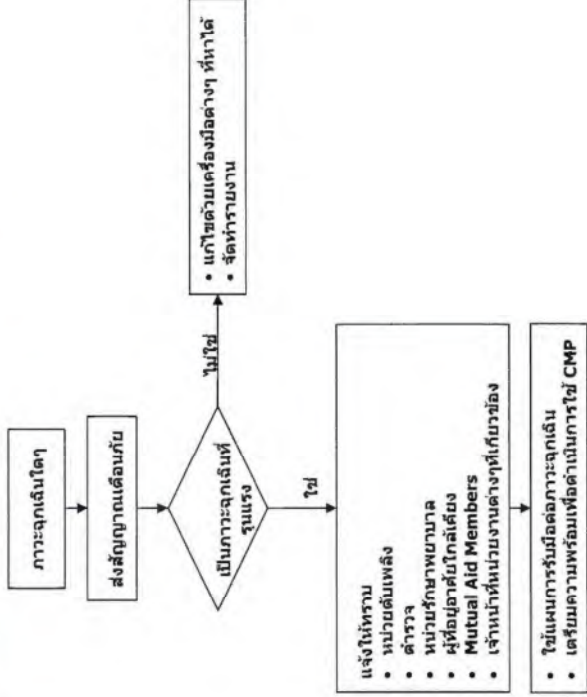 ภาวะฉุกเฉินใดๆ
ส่งสัญญาณเตือนภัย
เป็นภาวะฉุกเฉินที่
รุนแรง
ไม่ใช่
• แก้ไขด้วยเครื่องมือต่างๆ ที่หาได้
• จัดทำรายงาน
ใช่
แจ้งให้ทราบ
• หน่วยดับเพลิง
• ตำรวจ
• หน่วยรักษาพยาบาล
• ผู้ที่อยู่อาศัยใกล้เคียง
• Mutual Aid Members
• เจ้าหน้าที่หน่วยงานต่างๆที่เกี่ยวข้อง
• ใช้แผนการรับมือต่อภาวะฉุกเฉิน
• เตรียมความพร้อมเพื่อดำเนินการใช้ CMP